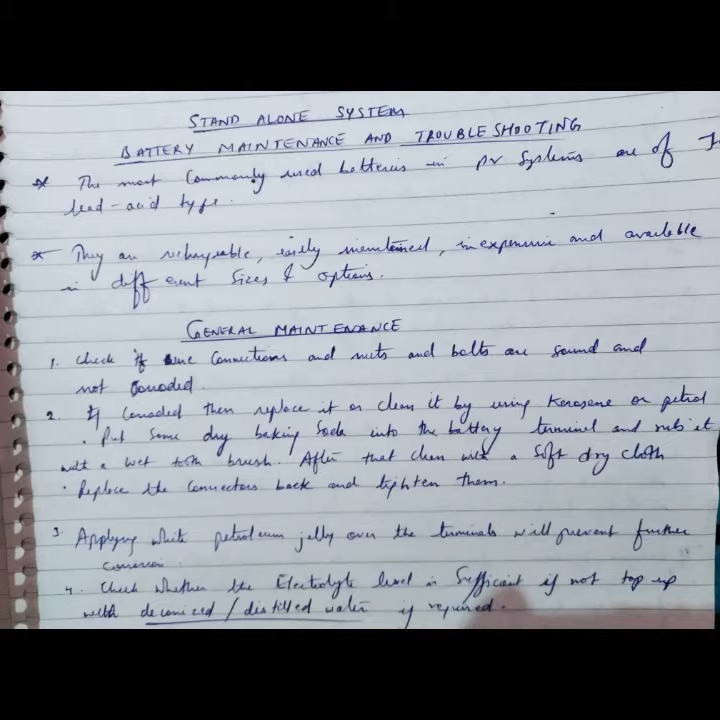 STAND ALONE SYSTEM
BATTERY MAINTENANCE AND TROUBLESHOOTING
* The most commonly used batteries in PV Systems are of
lead-acid type.
* They are rechargeable, easily maintained, inexpensive and available
in different sizes & options.
GENERAL MAINTENANCE
1. Check if wire connections and nuts and bolts are sound and
not corroded.
2. If corroded then replace it or clean it by using Kerosene or petrol
. Put some dry baking soda into the battery terminal and rub it
with a wet tooth brush. After that clean with a soft dry cloth
. Replace the connectors back and tighten them.
3. Applying white petroleum jelly over the terminals will prevent further
corrosion.
4. Check whether the Electrolyte level is sufficient if not top up
with deconized / distilled water if required.